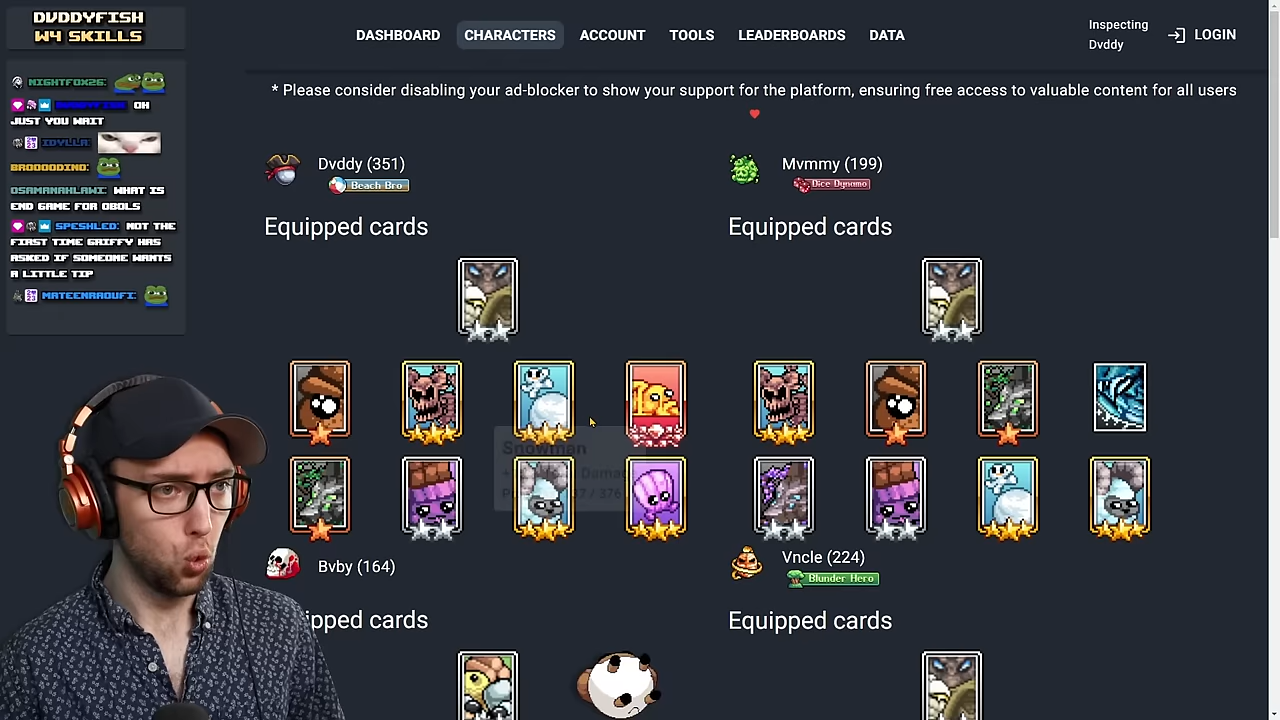 DVDDYFISH
W4 SKILLS
DASHBOARD
CHARACTERS
ACCOUNT
TOOLS
LEADERBOARDS
DATA
Inspecting
Dvddy
LOGIN
* Please consider disabling your ad-blocker to show your support for the platform, ensuring free access to valuable content for all users
NIGHTFOX26:
DVDDYFISH: OH
JUST YOU WAIT
IDYLLA:
BROOOODINO:
OSAMANAHLAWI: WHAT IS
END GAME FOR OBOLS
SPESHLED: NOT THE
FIRST TIME GRIFFY HAS
ASKED IF SOMEONE WANTS
A LITTLE TIP
MATEENRAOUFI:
Dvddy (351)
Beach Bro
Equipped cards
Mvmmy (199)
Dice Dynamo
Equipped cards
Snowman
Bvby (164)
ipped cards
Vncle (224)
Blunder Hero
Equipped cards